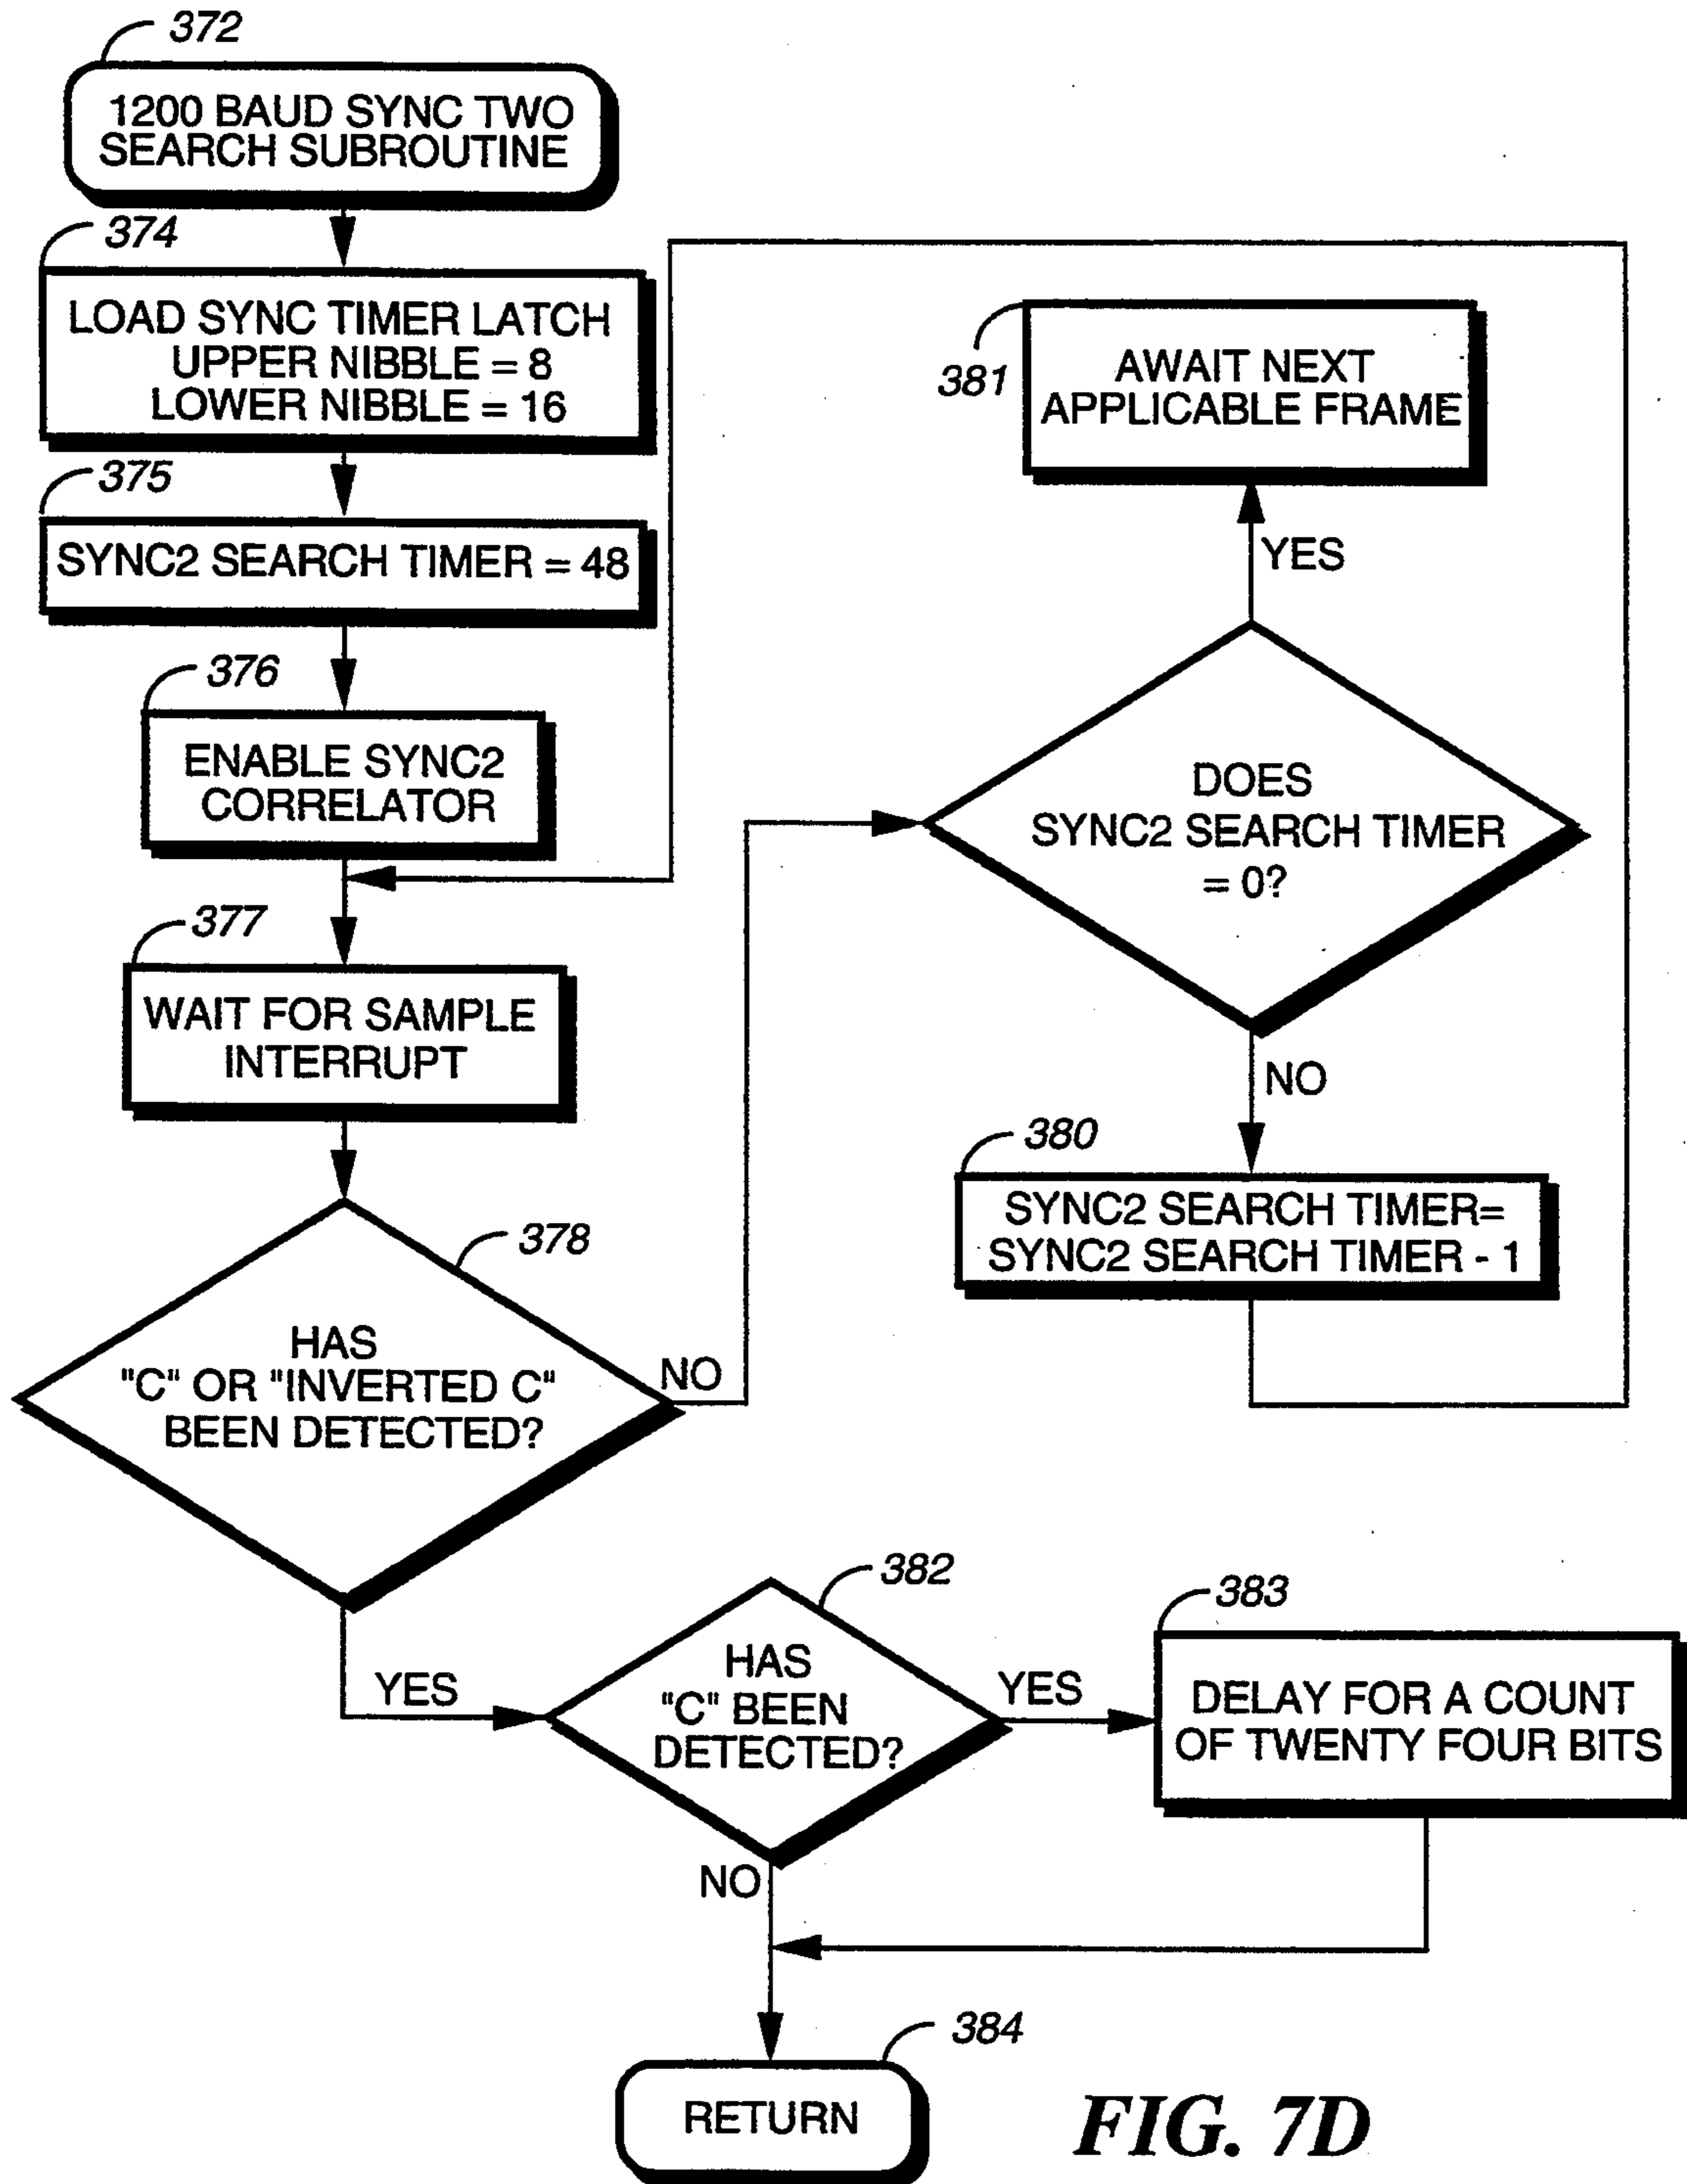 372
1200 BAUD SYNC TWO
SEARCH SUBROUTINE
374
LOAD SYNC TIMER LATCH
UPPER NIBBLE = 8
LOWER NIBBLE = 16
375
SYNC2 SEARCH TIMER = 48
376
ENABLE SYNC2
CORRELATOR
377
WAIT FOR SAMPLE
INTERRUPT
378
HAS
"C" OR "INVERTED C"
BEEN DETECTED?
NO
YES
381
AWAIT NEXT
APPLICABLE FRAME
YES
DOES
SYNC2 SEARCH TIMER
= 0?
NO
380
SYNC2 SEARCH TIMER=
SYNC2 SEARCH TIMER - 1
382
HAS
"C" BEEN
DETECTED?
YES
NO
383
DELAY FOR A COUNT
OF TWENTY FOUR BITS
384
RETURN
FIG. 7D